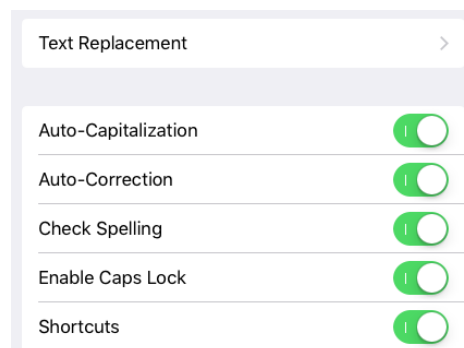 Text Replacement
Auto-Capitalization
Auto-Correction
Check Spelling
Enable Caps Lock
Shortcuts